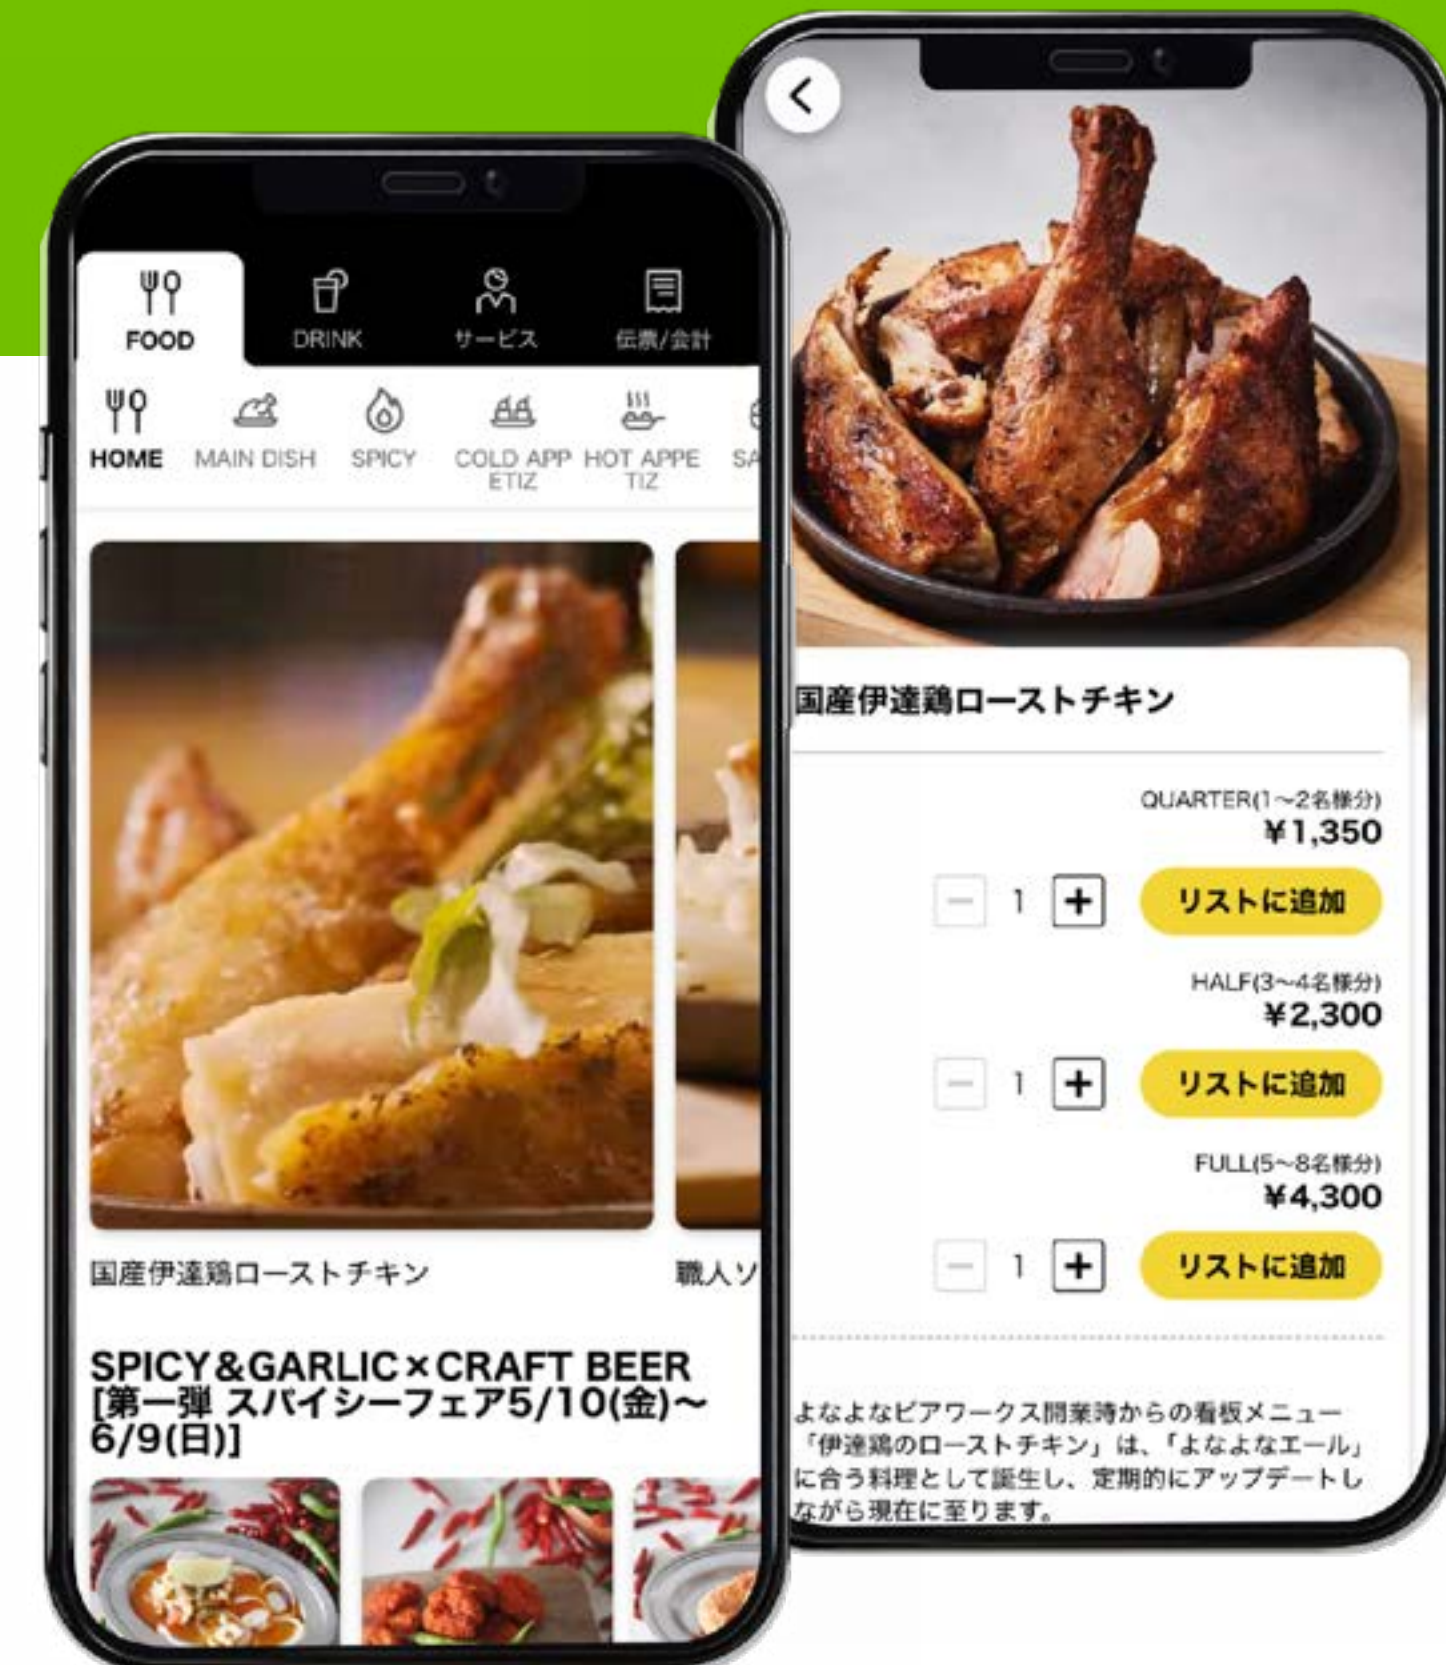 FOOD
DRINK
サービス
伝票/会計
HOME
MAIN DISH
SPICY
COLD APP
ETIZ
HOT APPE
TIZ
SA
国産伊達鶏ローストチキン
職人ソ
SPICY&GARLIC×CRAFT BEER
[第一弾 スパイシーフェア5/10(金)〜
6/9(日)]
国産伊達鶏ローストチキン
QUARTER(1〜2名様分)
¥1,350
1
リストに追加
HALF(3〜4名様分)
¥2,300
1
リストに追加
FULL(5〜8名様分)
¥4,300
1
リストに追加
よなよなビアワークス開業時からの看板メニュー
「伊達鶏のローストチキン」は、「よなよなエール」
に合う料理として誕生し、定期的にアップデートし
ながら現在に至ります。